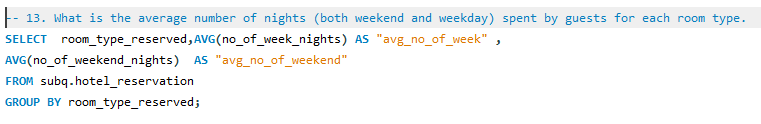 -- 13. What is the average number of nights (both weekend and weekday) spent by guests for each room type.
SELECT  room_type_reserved,AVG(no_of_week_nights) AS "avg_no_of_week" ,
AVG(no_of_weekend_nights)  AS "avg_no_of_weekend"
FROM subq.hotel_reservation
GROUP BY room_type_reserved;